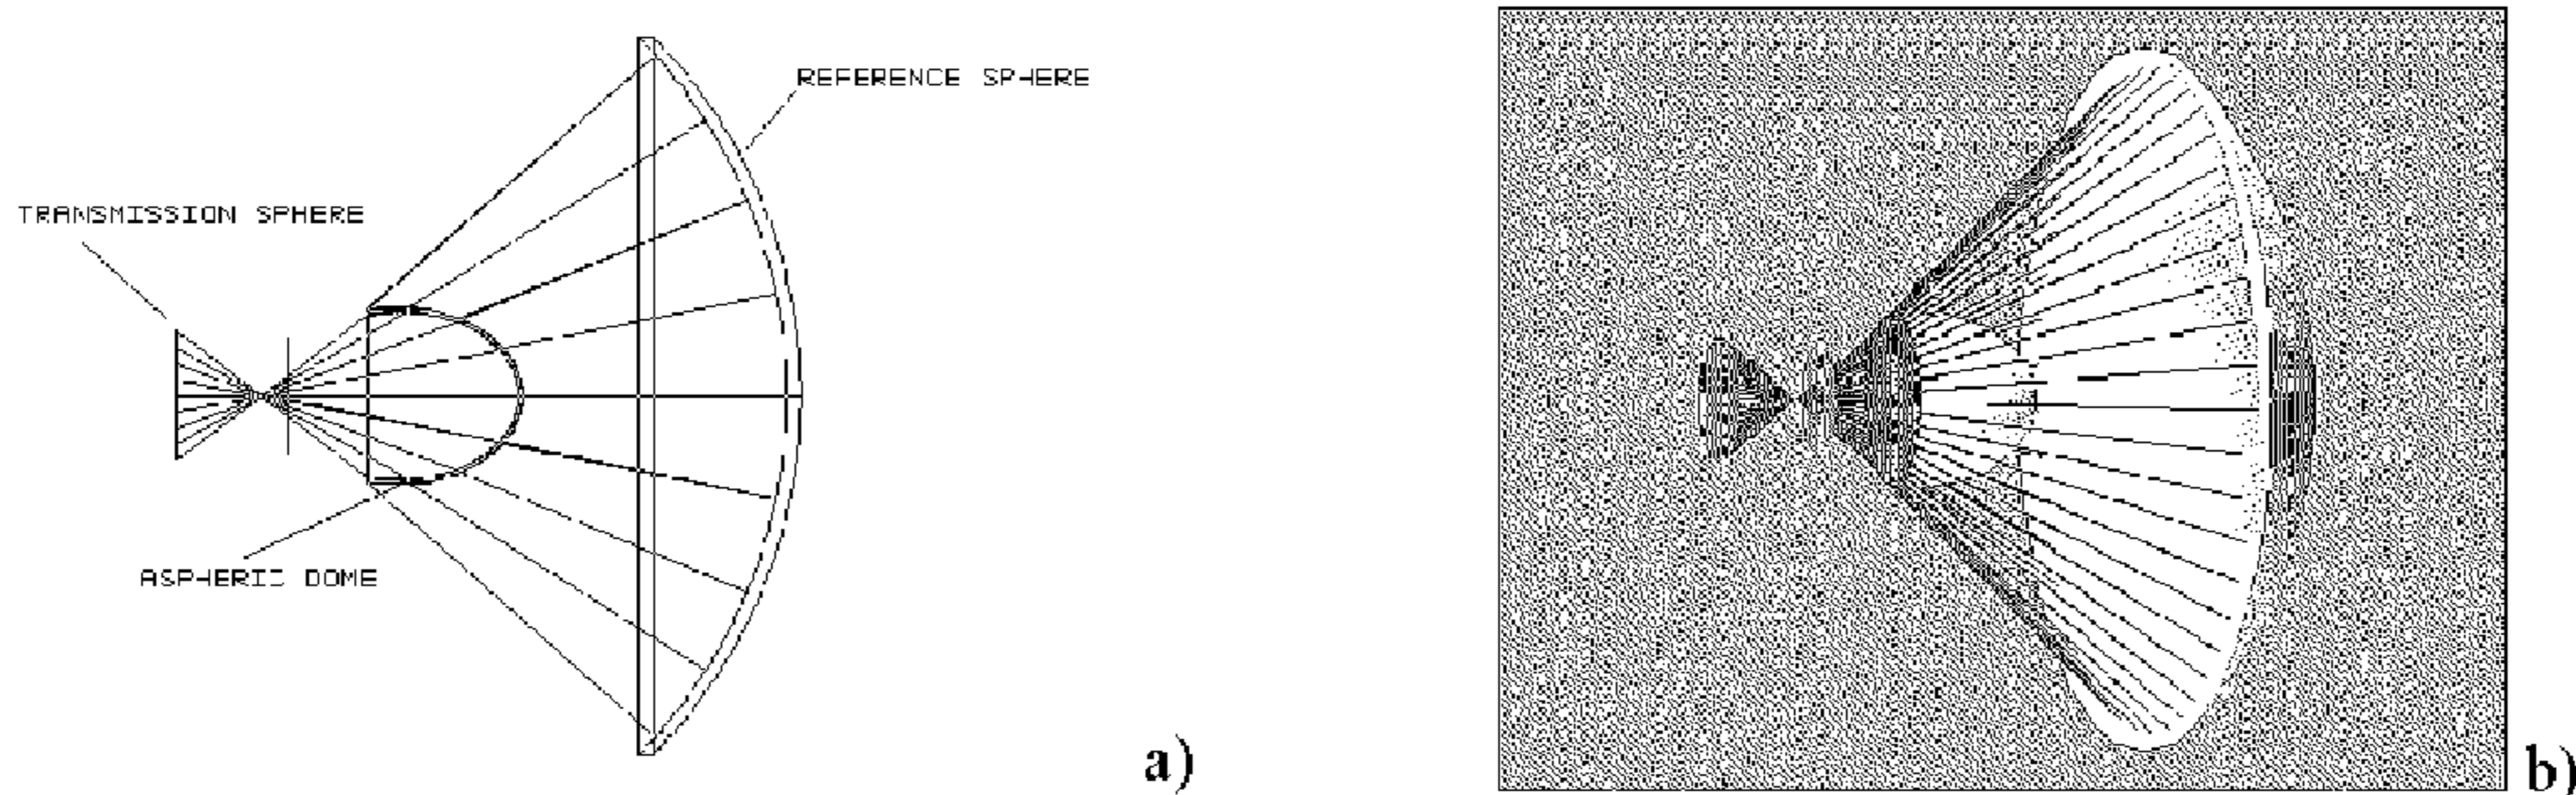 REFERENCE SPHERE
TRANSMISSION SPHERE
ASPHERIC DOME
a)
b)